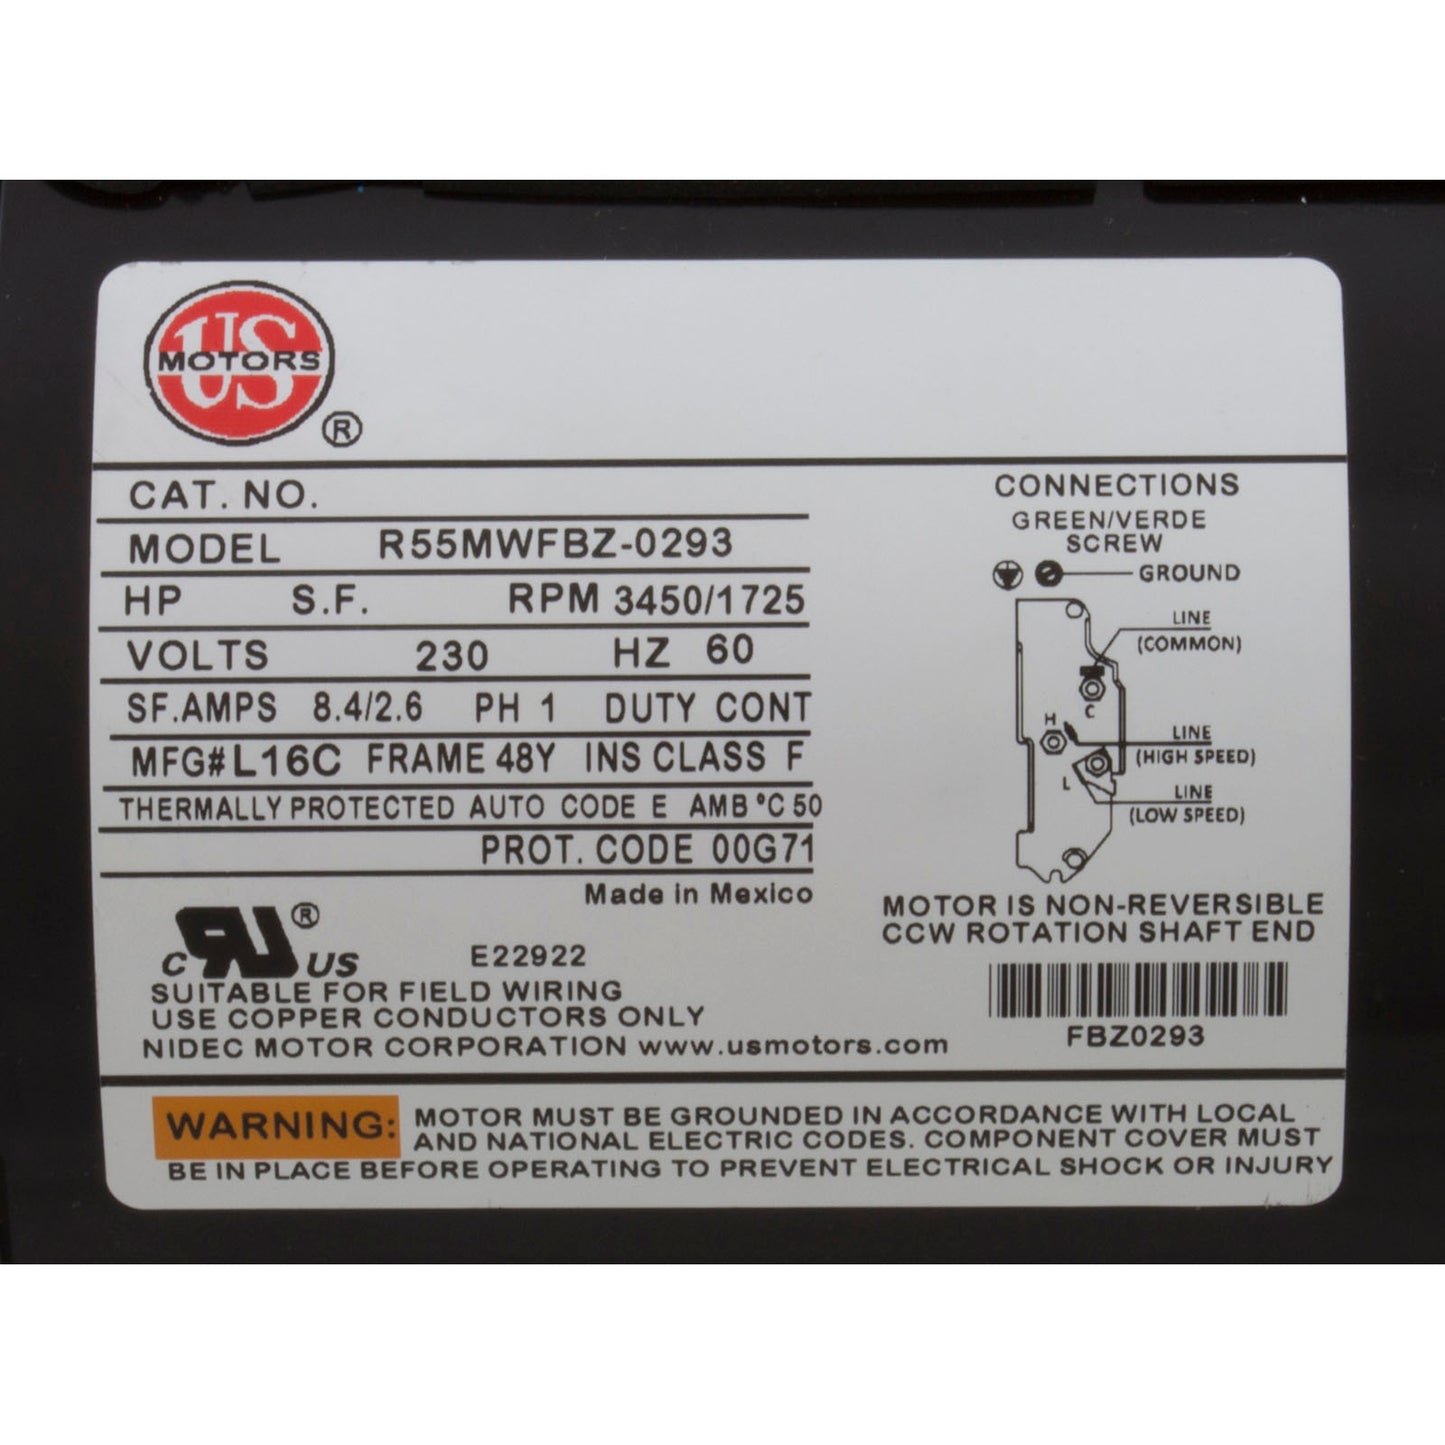 US
MOTORS
®
CAT. NO.
MODEL R55MWFBZ-0293
HP S.F. RPM 3450/1725
VOLTS 230 HZ 60
SF.AMPS 8.4/2.6 PH 1 DUTY CONT
MFG# L16C FRAME 48Y INS CLASS F
THERMALLY PROTECTED AUTO CODE E AMB °C 50
PROT. CODE 00G71
Made in Mexico
CONNECTIONS
GREEN/VERDE
SCREW
GROUND
LINE
(COMMON)
C
H
LINE
(HIGH SPEED)
L
LINE
(LOW SPEED)
MOTOR IS NON-REVERSIBLE
CCW ROTATION SHAFT END
FBZ0293
C RU ® US E22922
SUITABLE FOR FIELD WIRING
USE COPPER CONDUCTORS ONLY
NIDEC MOTOR CORPORATION www.usmotors.com
WARNING: MOTOR MUST BE GROUNDED IN ACCORDANCE WITH LOCAL
AND NATIONAL ELECTRIC CODES. COMPONENT COVER MUST
BE IN PLACE BEFORE OPERATING TO PREVENT ELECTRICAL SHOCK OR INJURY